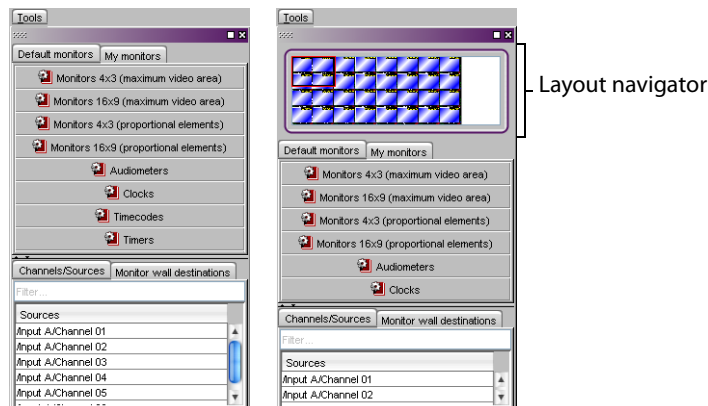 Tools
Default monitors My monitors
Monitors 4x3 (maximum video area)
Monitors 16x9 (maximum video area)
Monitors 4x3 (proportional elements)
Monitors 16x9 (proportional elements)
Audiometers
Clocks
Timecodes
Timers
Channels/Sources Monitor wall destinations
Filter...
Sources
/Input A/Channel 01
/Input A/Channel 02
/Input A/Channel 03
/Input A/Channel 04
/Input A/Channel 05
Tools
Layout navigator
Default monitors My monitors
Monitors 4x3 (maximum video area)
Monitors 16x9 (maximum video area)
Monitors 4x3 (proportional elements)
Monitors 16x9 (proportional elements)
Audiometers
Clocks
Channels/Sources Monitor wall destinations
Filter...
Sources
/Input A/Channel 01
/Input A/Channel 02